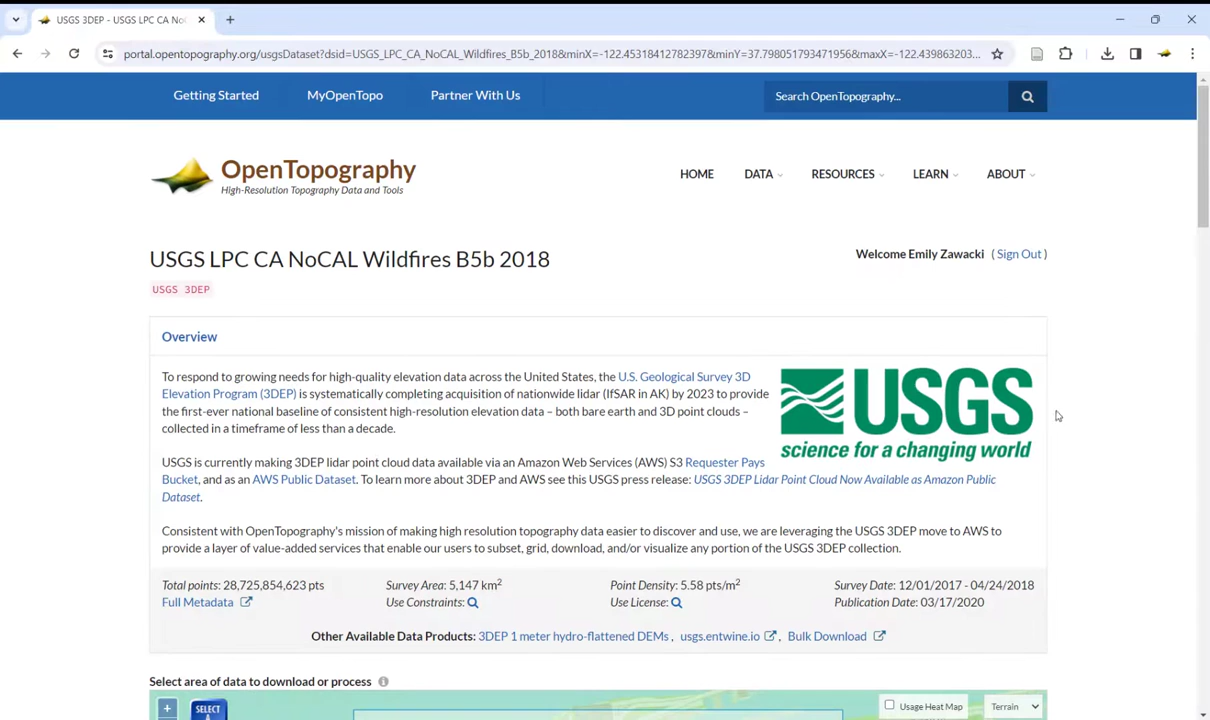 USGS 3DEP - USGS LPC CA No
portal.opentopography.org/usgsDataset?dsid=USGS_LPC_CA_NoCAL_Wildfires_B5b_2018&minX=-122.45318412782397&minY=37.798051793471956&maxX=-122.439863203...
Getting Started MyOpenTopo Partner With Us Search OpenTopography...
OpenTopography
High-Resolution Topography Data and Tools
HOME DATA RESOURCES LEARN ABOUT
USGS LPC CA NoCAL Wildfires B5b 2018
Welcome Emily Zawacki ( Sign Out )
USGS 3DEP
Overview
To respond to growing needs for high-quality elevation data across the United States, the U.S. Geological Survey 3D
Elevation Program (3DEP) is systematically completing acquisition of nationwide lidar (IfSAR in AK) by 2023 to provide
the first-ever national baseline of consistent high-resolution elevation data – both bare earth and 3D point clouds –
collected in a timeframe of less than a decade.
USGS
science for a changing world
USGS is currently making 3DEP lidar point cloud data available via an Amazon Web Services (AWS) S3 Requester Pays
Bucket, and as an AWS Public Dataset. To learn more about 3DEP and AWS see this USGS press release: USGS 3DEP Lidar Point Cloud Now Available as Amazon Public
Dataset.
Consistent with OpenTopography's mission of making high resolution topography data easier to discover and use, we are leveraging the USGS 3DEP move to AWS to
provide a layer of value-added services that enable our users to subset, grid, download, and/or visualize any portion of the USGS 3DEP collection.
Total points: 28,725,854,623 pts Survey Area: 5,147 km2 Point Density: 5.58 pts/m2 Survey Date: 12/01/2017 - 04/24/2018
Full Metadata Use Constraints: Use License: Publication Date: 03/17/2020
Other Available Data Products: 3DEP 1 meter hydro-flattened DEMs , usgs.entwine.io , Bulk Download
Select area of data to download or process
+ SELECT Usage Heat Map Terrain